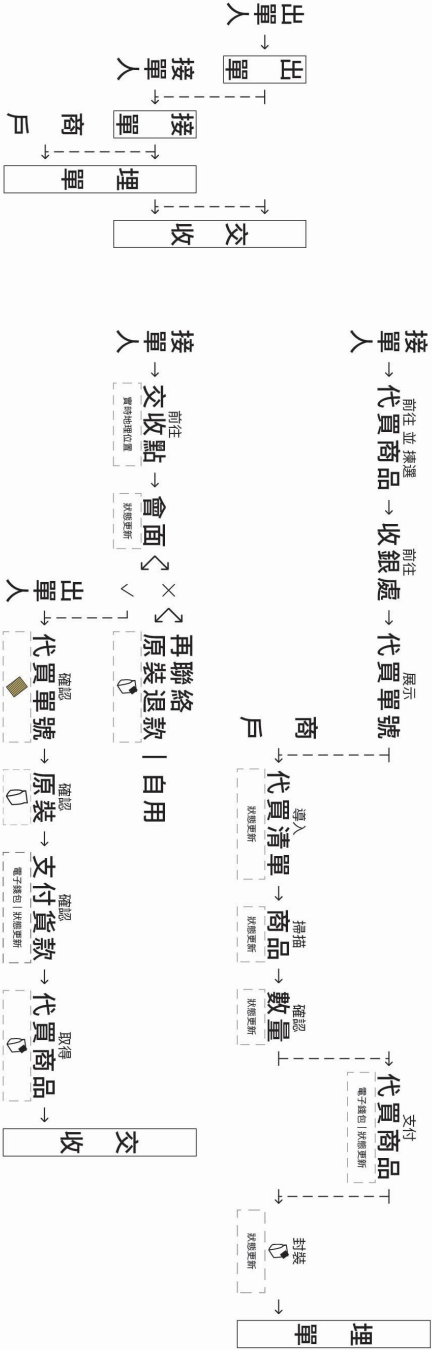 出單人
出單
接單人
接單
商戶
埋單
交收
接單人
前往 並 揀選
代買商品
前往
收銀處
展示
代買單號
商戶
導入
代買清單
狀態更新
掃描
商品
狀態更新
確認
數量
狀態更新
支付
代買商品
電子錢包 | 狀態更新
封裝
狀態更新
埋單
接單人
前往
交收點
實時地理位置
會面
狀態更新
再聯絡
原裝退款 | 自用
出單人
確認
代買單號
確認
原裝
確認
支付貨款
電子錢包 | 狀態更新
取得
代買商品
交收